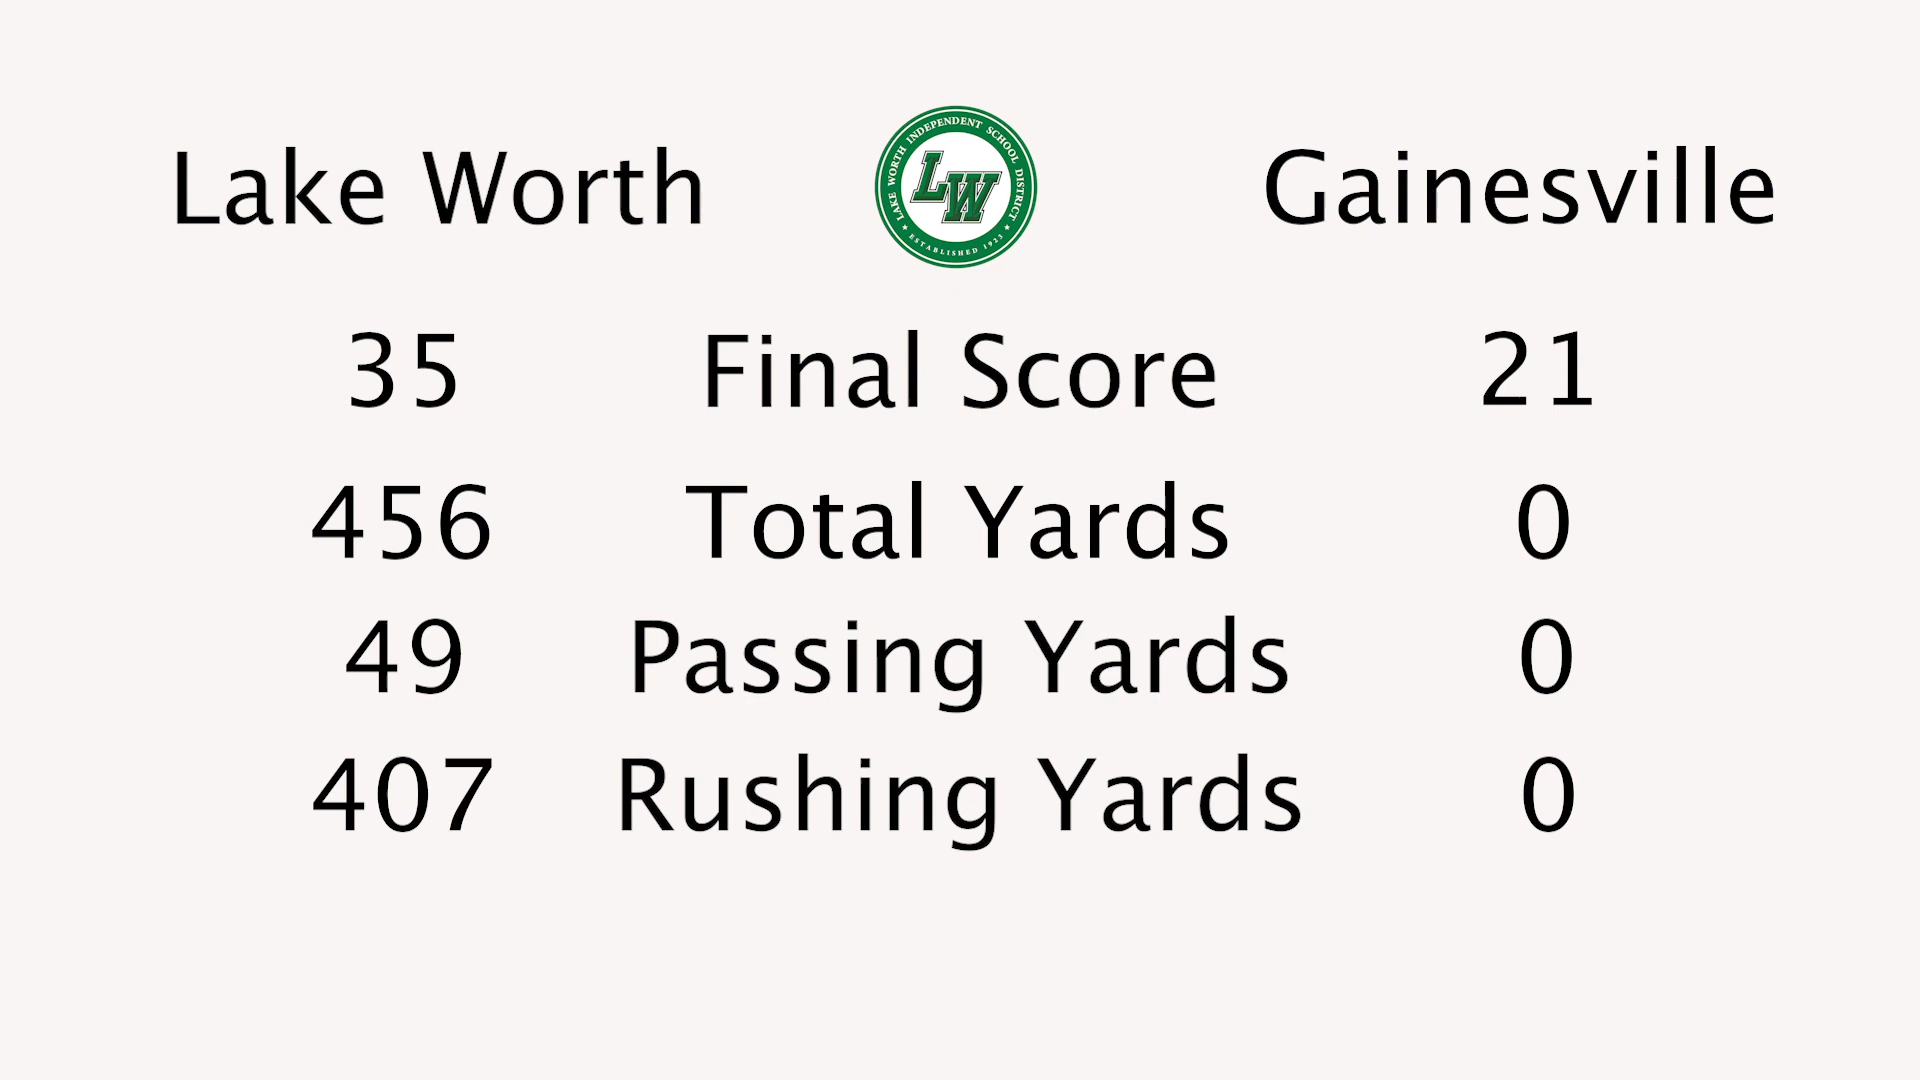 Lake Worth
LAKE WORTH INDEPENDENT SCHOOL DISTRICT
LW
★ ESTABLISHED 1923 ★
Gainesville
35 Final Score 21
456 Total Yards 0
49 Passing Yards 0
407 Rushing Yards 0